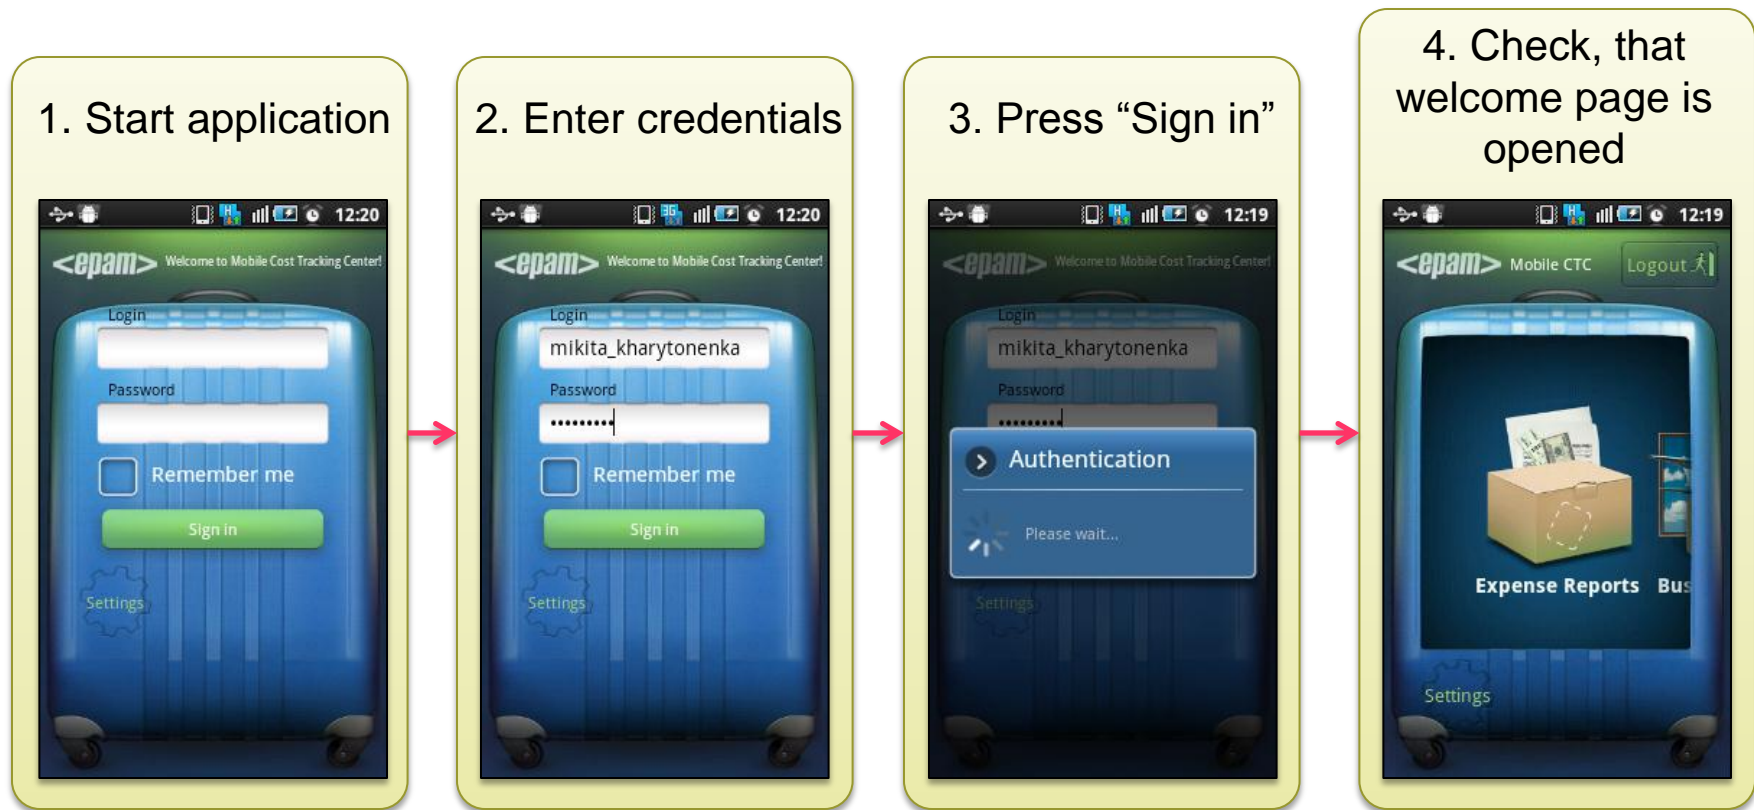 1. Start application
12:20
<epam> Welcome to Mobile Cost Tracking Center!
Login
Password
Remember me
Sign in
Settings
2. Enter credentials
3G
12:20
<epam> Welcome to Mobile Cost Tracking Center!
Login
mikita_kharytonenka
Password
•••••••••
Remember me
Sign in
Settings
3. Press “Sign in”
H
12:19
<epam> Welcome to Mobile Cost Tracking Center!
Login
mikita_kharytonenka
Password
•••••••••
Authentication
Please wait...
Settings
4. Check, that
welcome page is
opened
H
12:19
<epam> Mobile CTC Logout
Expense Reports Bus
Settings